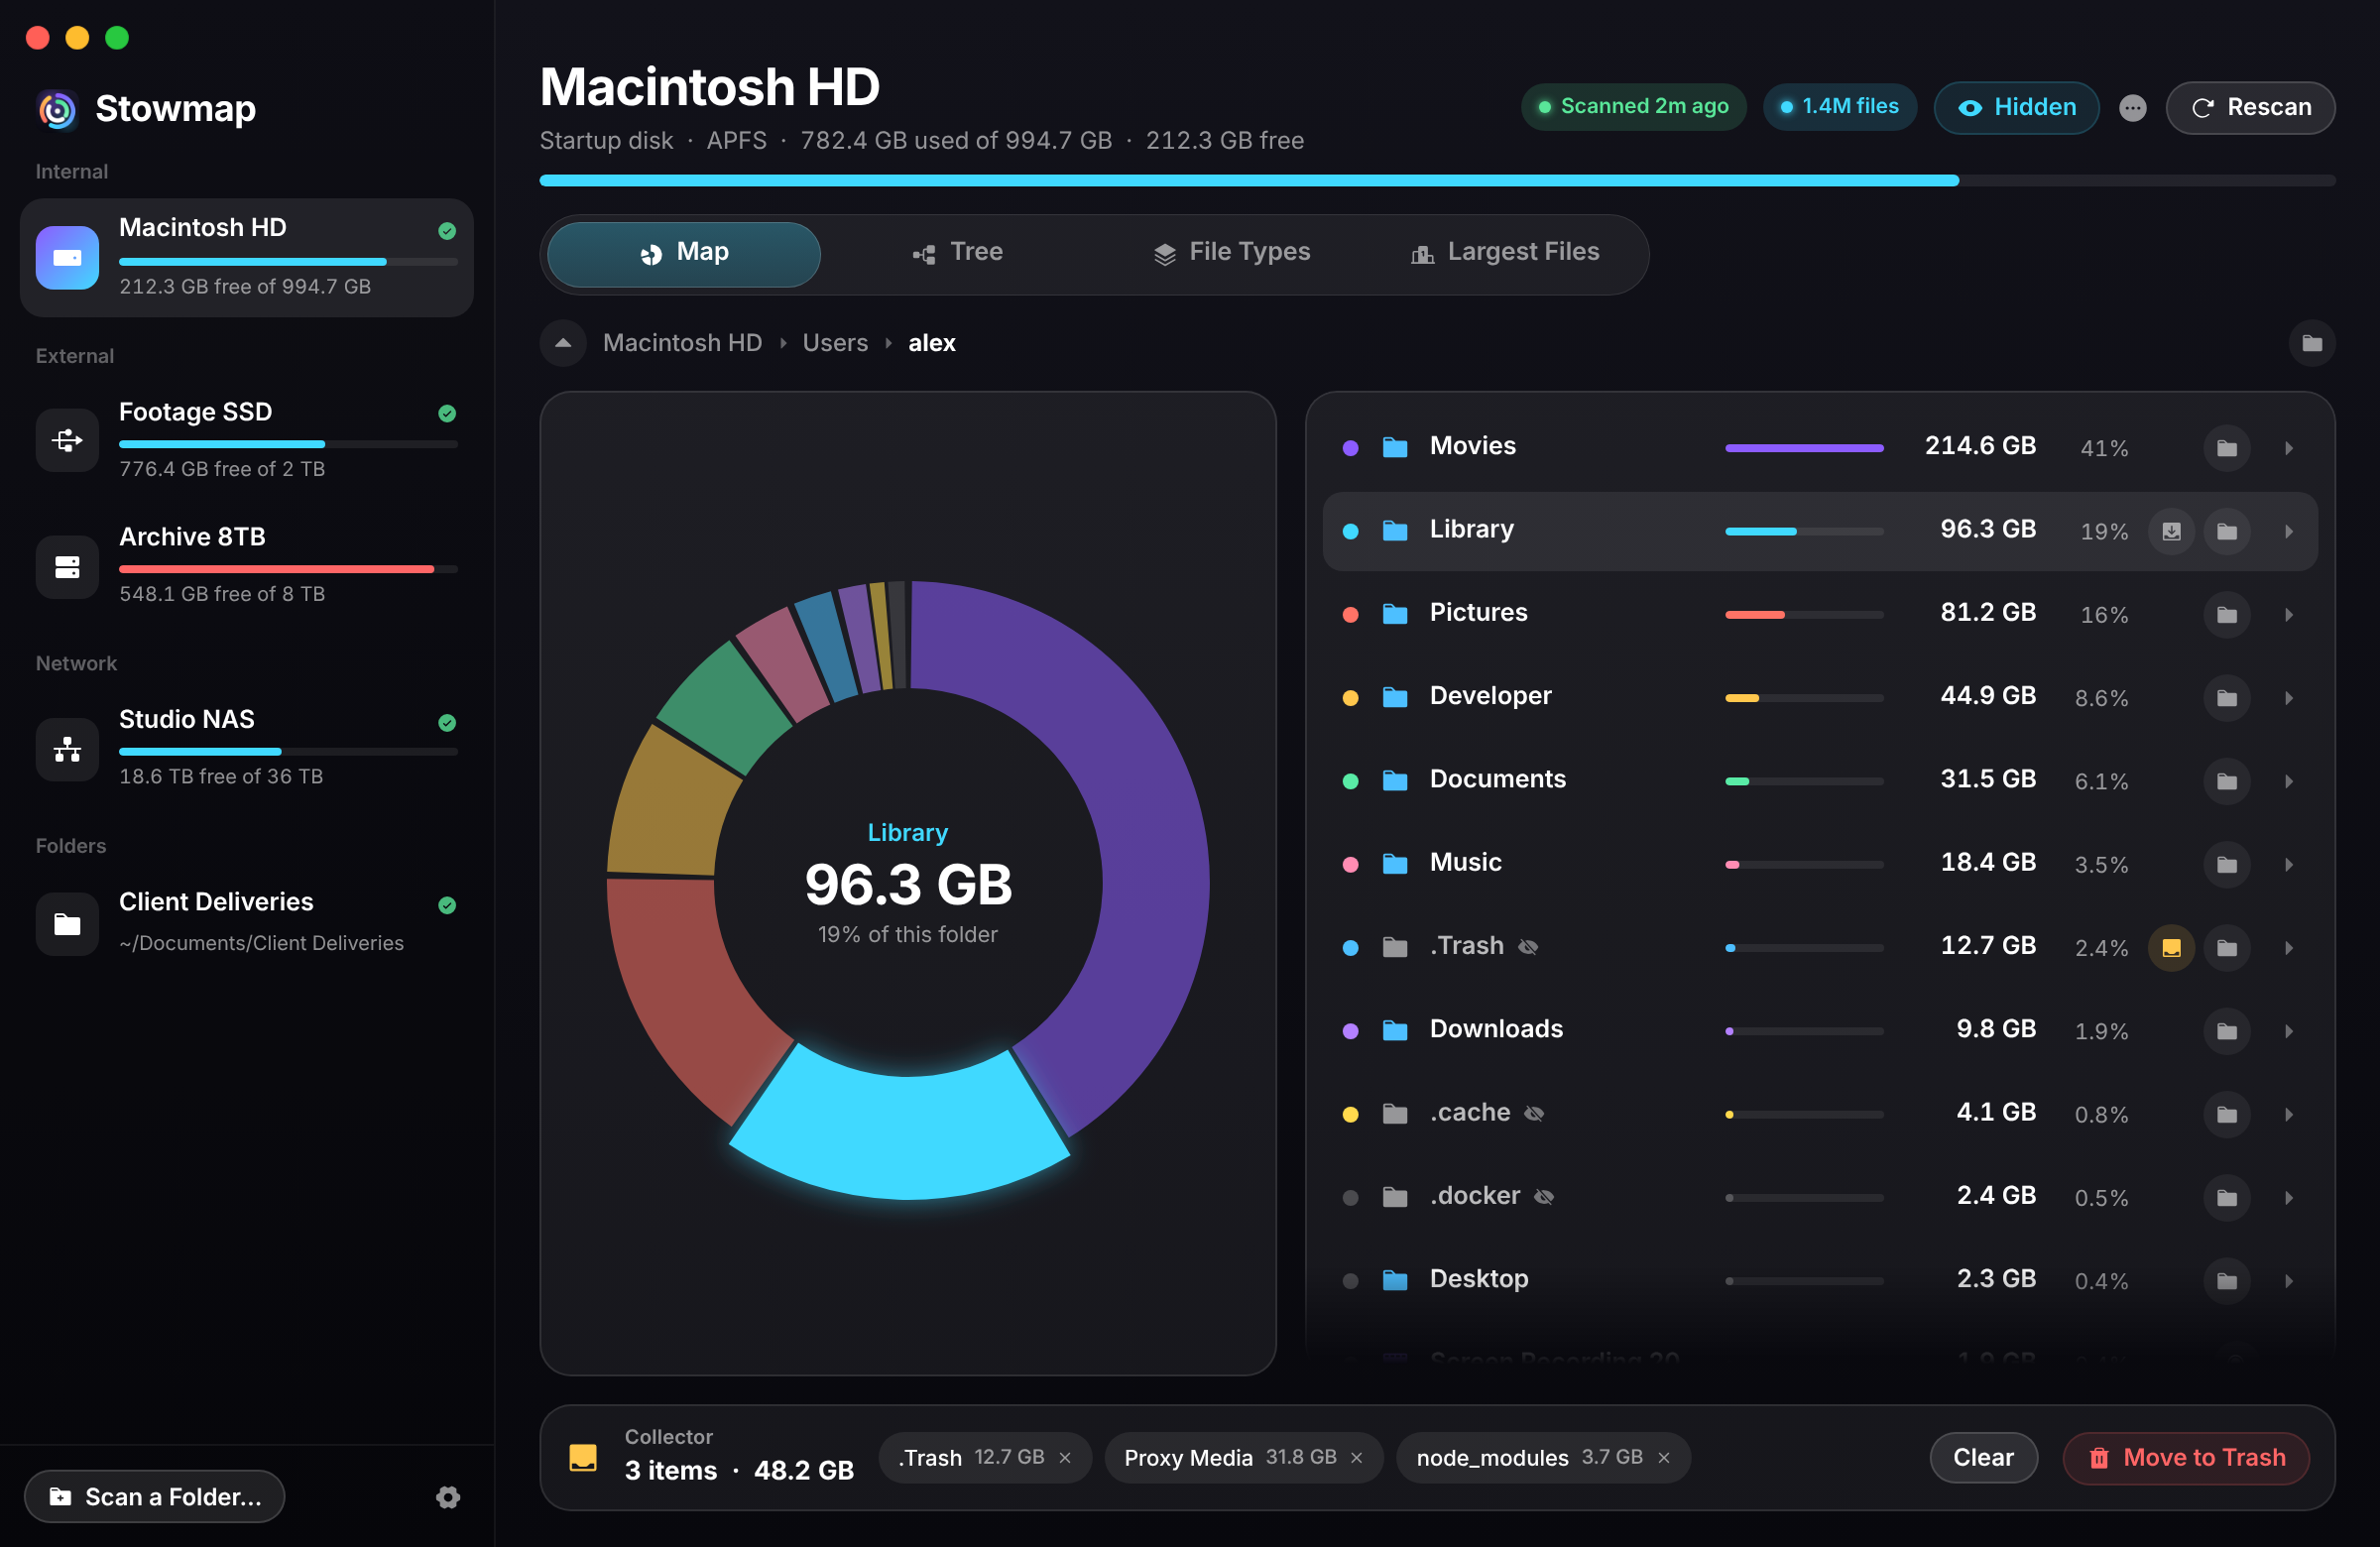 Stowmap
Internal
Macintosh HD
212.3 GB free of 994.7 GB
External
Footage SSD
776.4 GB free of 2 TB
Archive 8TB
548.1 GB free of 8 TB
Network
Studio NAS
18.6 TB free of 36 TB
Folders
Client Deliveries
~/Documents/Client Deliveries
Scan a Folder...
Macintosh HD
Startup disk · APFS · 782.4 GB used of 994.7 GB · 212.3 GB free
Scanned 2m ago
1.4M files
Hidden
Rescan
Map
Tree
File Types
Largest Files
Macintosh HD
Users
alex
Library
96.3 GB
19% of this folder
Movies 214.6 GB 41%
Library 96.3 GB 19%
Pictures 81.2 GB 16%
Developer 44.9 GB 8.6%
Documents 31.5 GB 6.1%
Music 18.4 GB 3.5%
.Trash 12.7 GB 2.4%
Downloads 9.8 GB 1.9%
.cache 4.1 GB 0.8%
.docker 2.4 GB 0.5%
Desktop 2.3 GB 0.4%
Screen Recording 20 1.9 GB
Collector
3 items · 48.2 GB
.Trash 12.7 GB ×
Proxy Media 31.8 GB ×
node_modules 3.7 GB ×
Clear
Move to Trash